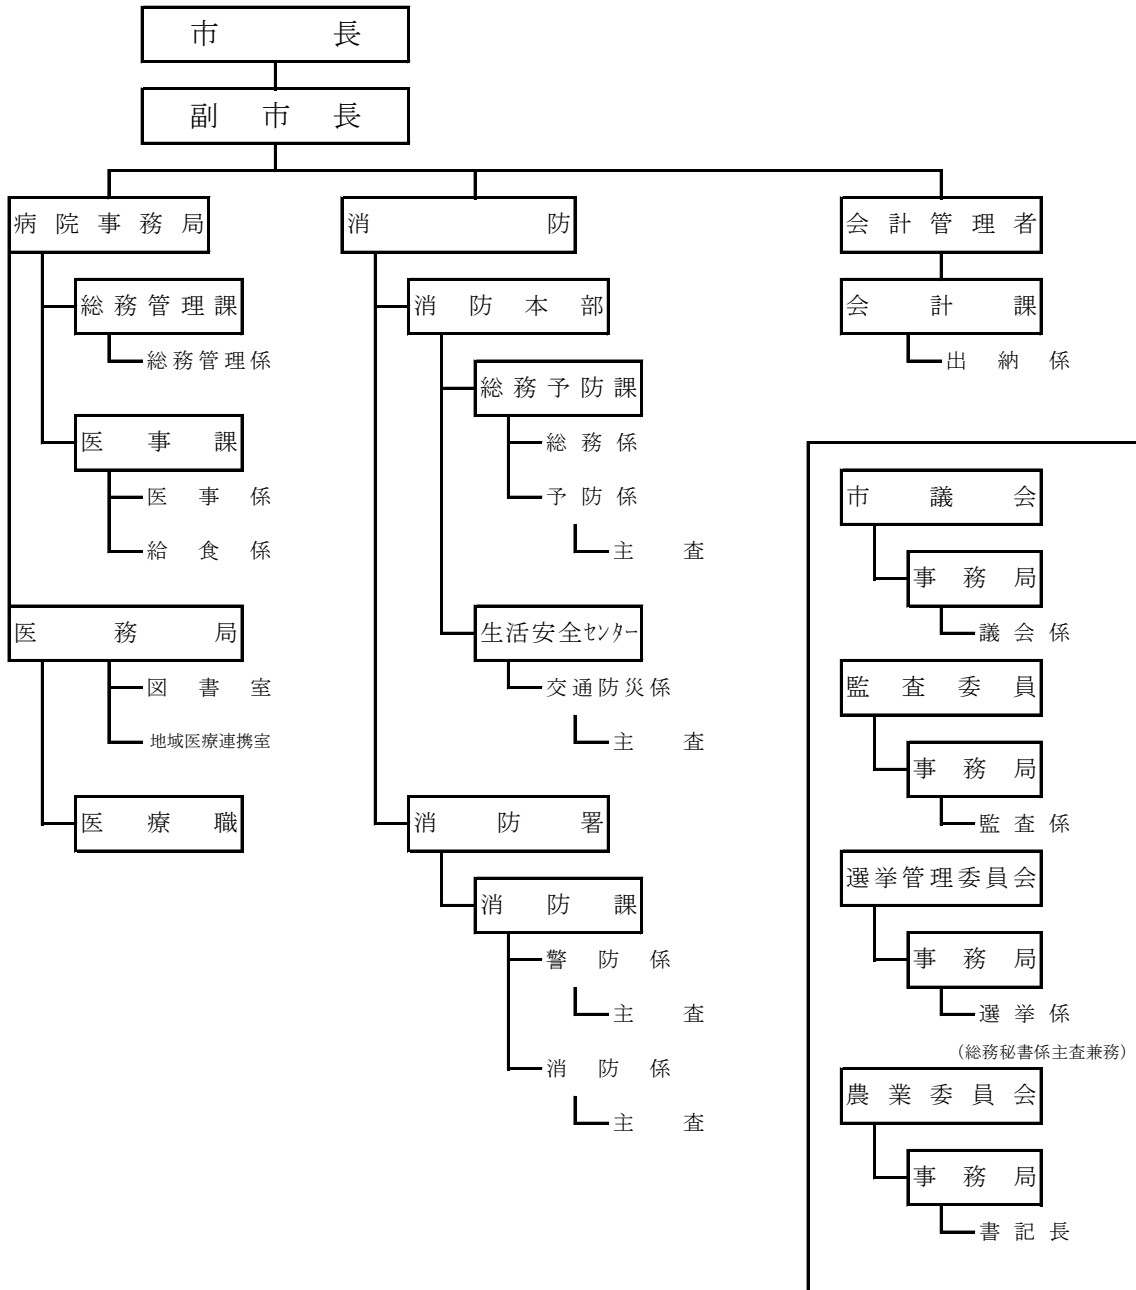 市長
副市長
病院事務局
総務管理課
総務管理係
医事課
医事係
給食係
医務局
図書室
地域医療連携室
医療職
消防
消防本部
総務予防課
総務係
予防係
主査
生活安全ｾﾝﾀｰ
交通防災係
主査
消防署
消防課
警防係
主査
消防係
主査
会計管理者
会計課
出納係
市議会
事務局
議会係
監査委員
事務局
監査係
選挙管理委員会
事務局
選挙係
(総務秘書係主査兼務)
農業委員会
事務局
書記長